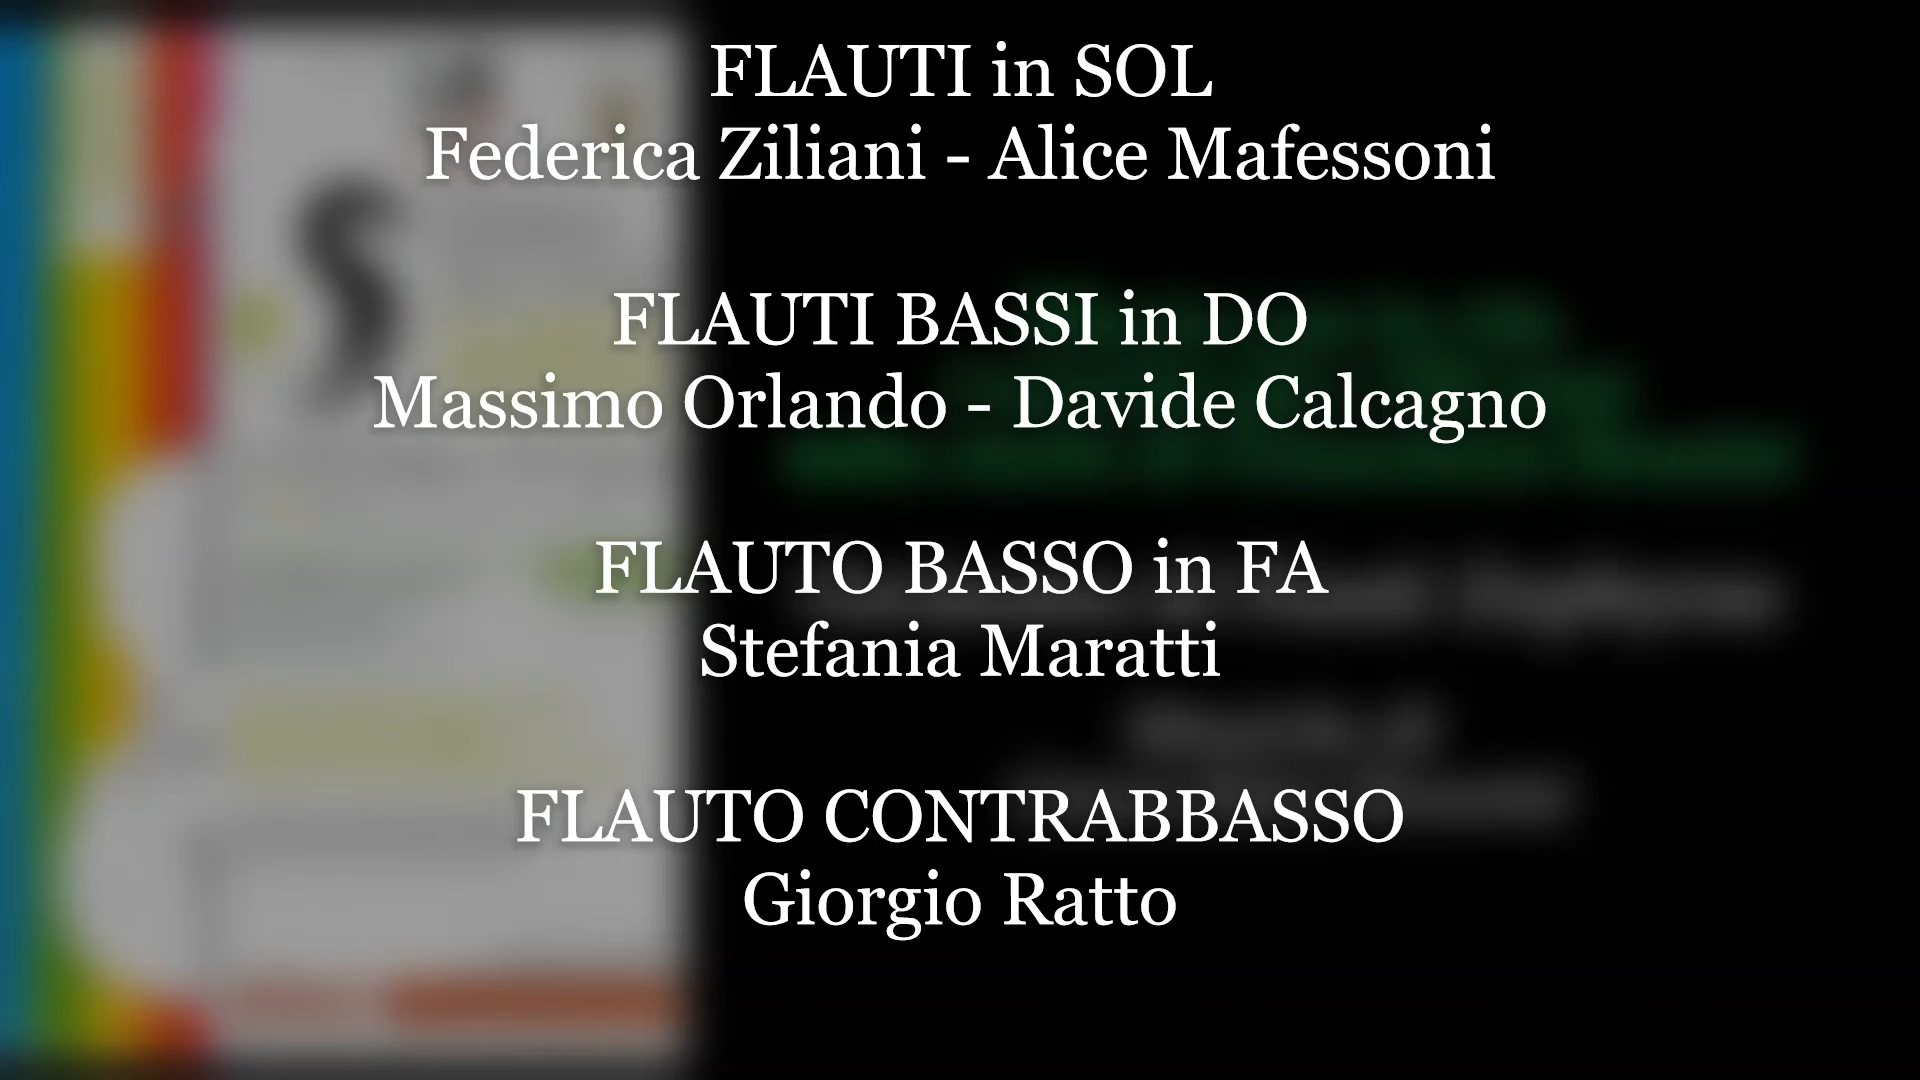 FLAUTI in SOL
Federica Ziliani - Alice Mafessoni
FLAUTI BASSI in DO
Massimo Orlando - Davide Calcagno
FLAUTO BASSO in FA
Stefania Maratti
FLAUTO CONTRABBASSO
Giorgio Ratto